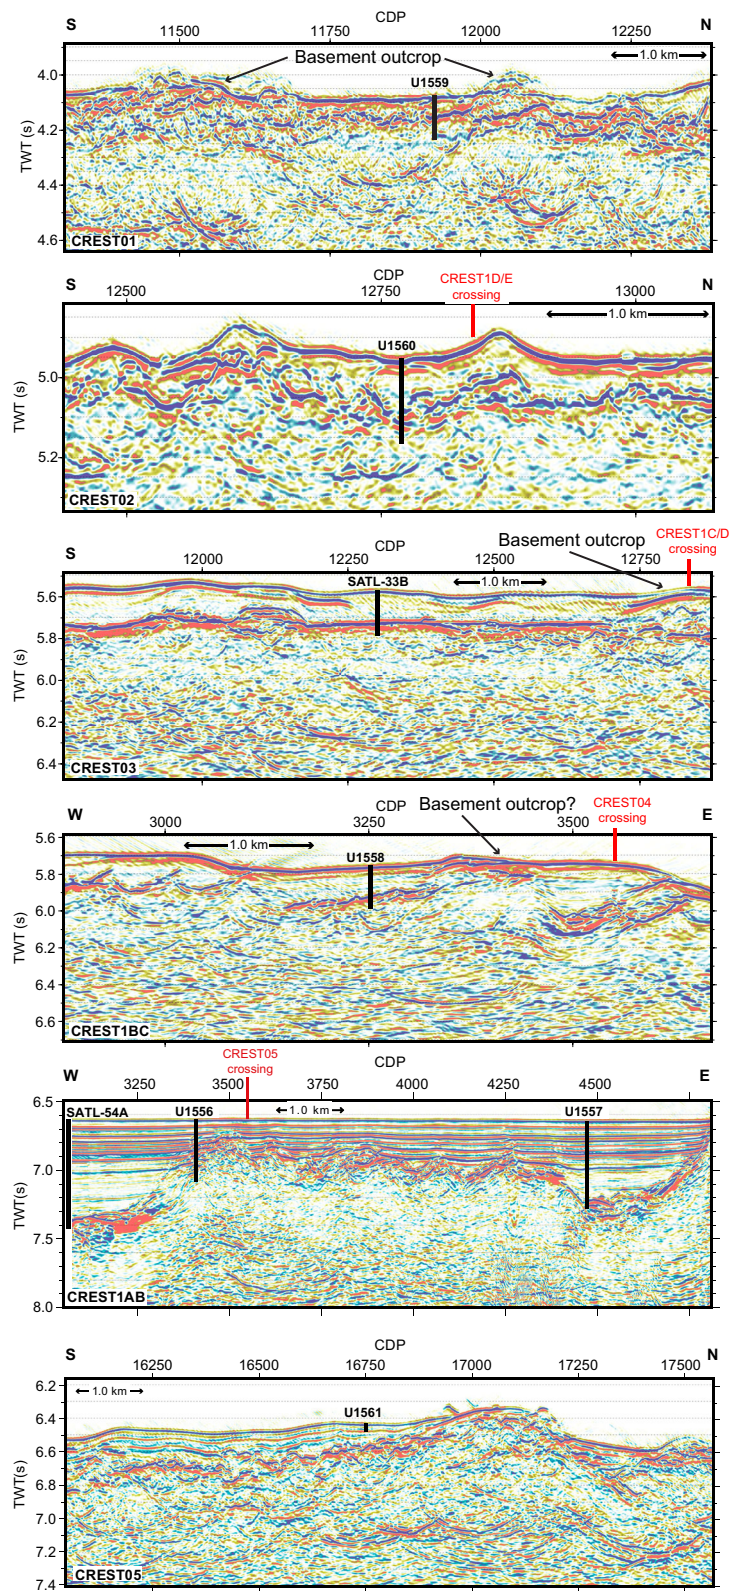 S CDP N
11500 11750 12000 12250
Basement outcrop
1.0 km
U1559
4.0
4.2
4.4
4.6
TWT (s)
CREST01
S CDP N
CREST1D/E
crossing
12500 12750 13000
1.0 km
U1560
5.0
5.2
TWT (s)
CREST02
CREST1C/D
crossing
S CDP
Basement outcrop
12000 12250 12500 12750
SATL-33B
1.0 km
5.6
5.8
6.0
6.2
6.4
TWT (s)
CREST03
W CDP Basement outcrop? CREST04
crossing E
3000 3250 3500
1.0 km
U1558
5.6
5.8
6.0
6.2
6.4
6.6
TWT (s)
CREST1BC
CREST05
crossing
W CDP E
3250 3500 3750 4000 4250 4500
SATL-54A U1556 1.0 km U1557
6.5
7.0
7.5
8.0
TWT(s)
CREST1AB
S CDP N
16250 16500 16750 17000 17250 17500
1.0 km
U1561
6.2
6.4
6.6
6.8
7.0
7.2
7.4
TWT(s)
CREST05